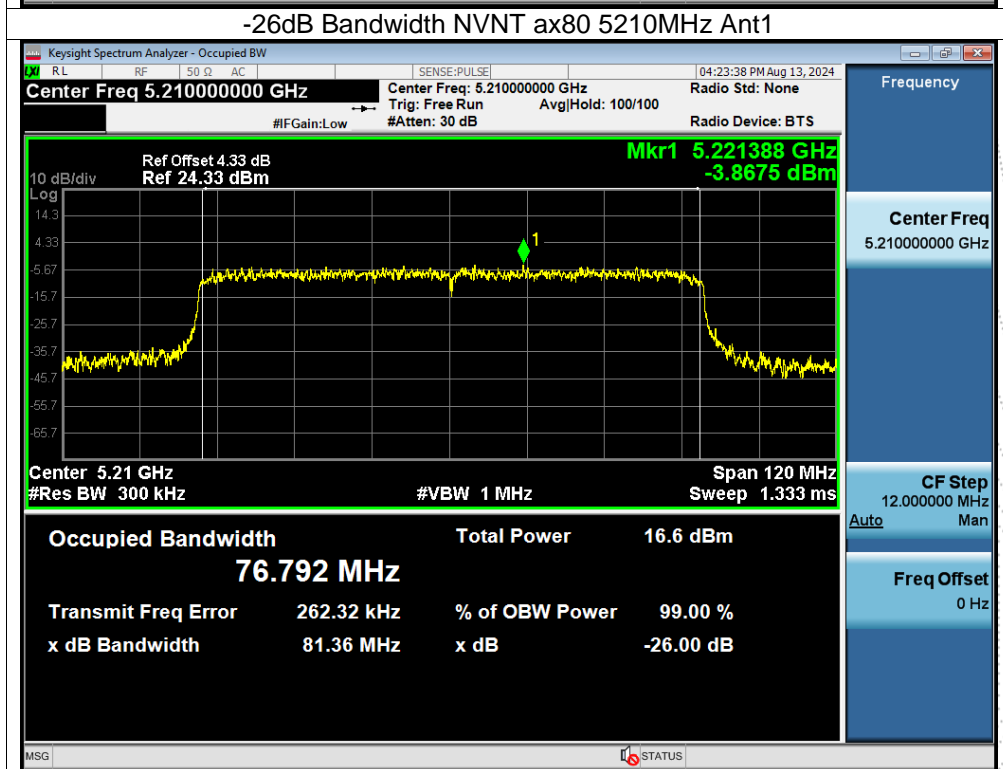 -26dB Bandwidth NVNT ax80 5210MHz Ant1
Keysight Spectrum Analyzer - Occupied BW
LXI RL RF 50 Ω AC SENSE:PULSE 04:23:38 PM Aug 13, 2024
Center Freq 5.210000000 GHz Center Freq: 5.210000000 GHz Radio Std: None
Trig: Free Run Avg|Hold: 100/100
#IFGain:Low #Atten: 30 dB Radio Device: BTS
Frequency
Mkr1 5.221388 GHz
-3.8675 dBm
Ref Offset 4.33 dB
10 dB/div Ref 24.33 dBm
Log
14.3
4.33
-5.67
-15.7
-25.7
-35.7
-45.7
-55.7
-65.7
1
Center 5.21 GHz Span 120 MHz
#Res BW 300 kHz #VBW 1 MHz Sweep 1.333 ms
Center Freq
5.210000000 GHz
CF Step
12.000000 MHz
Auto Man
Freq Offset
0 Hz
Occupied Bandwidth Total Power 16.6 dBm
76.792 MHz
Transmit Freq Error 262.32 kHz % of OBW Power 99.00 %
x dB Bandwidth 81.36 MHz x dB -26.00 dB
MSG STATUS